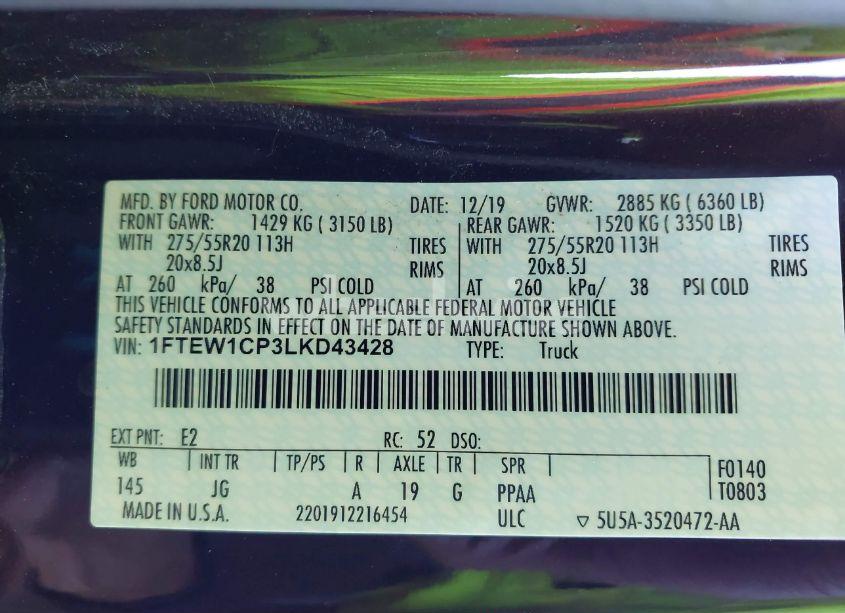 MFD. BY FORD MOTOR CO. DATE: 12/19 GVWR: 2885 KG ( 6360 LB)
FRONT GAWR: 1429 KG ( 3150 LB) REAR GAWR: 1520 KG ( 3350 LB)
WITH 275/55R20 113H TIRES WITH 275/55R20 113H TIRES
20x8.5J RIMS 20x8.5J RIMS
AT 260 kPa/ 38 PSI COLD AT 260 kPa/ 38 PSI COLD
THIS VEHICLE CONFORMS TO ALL APPLICABLE FEDERAL MOTOR VEHICLE
SAFETY STANDARDS IN EFFECT ON THE DATE OF MANUFACTURE SHOWN ABOVE.
VIN: 1FTEW1CP3LKD43428 TYPE: Truck
EXT PNT: E2 RC: 52 DSO:
WB INT TR TP/PS R AXLE TR SPR F0140
145 JG A 19 G PPAA T0803
MADE IN U.S.A. 2201912216454 ULC ▽ 5U5A-3520472-AA